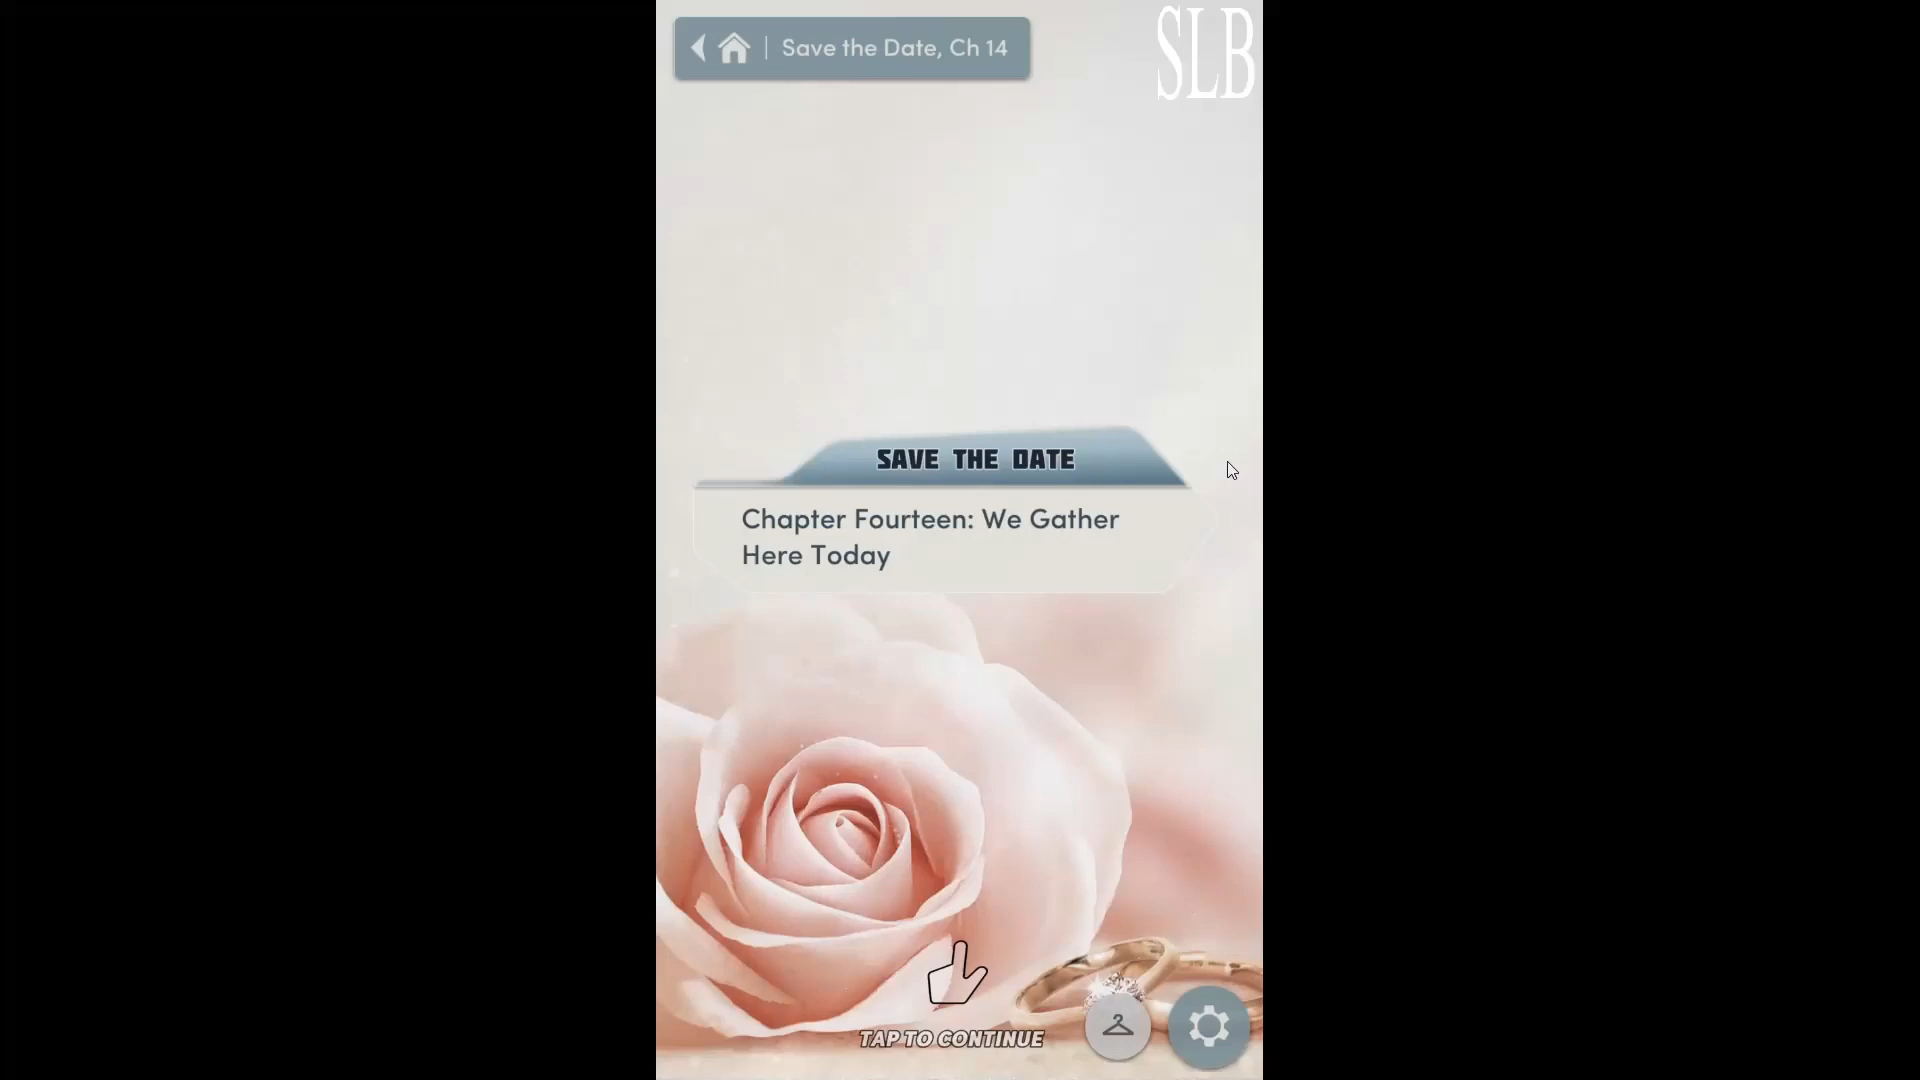 Save the Date, Ch 14
SLB
SAVE THE DATE
Chapter Fourteen: We Gather
Here Today
TAP TO CONTINUE